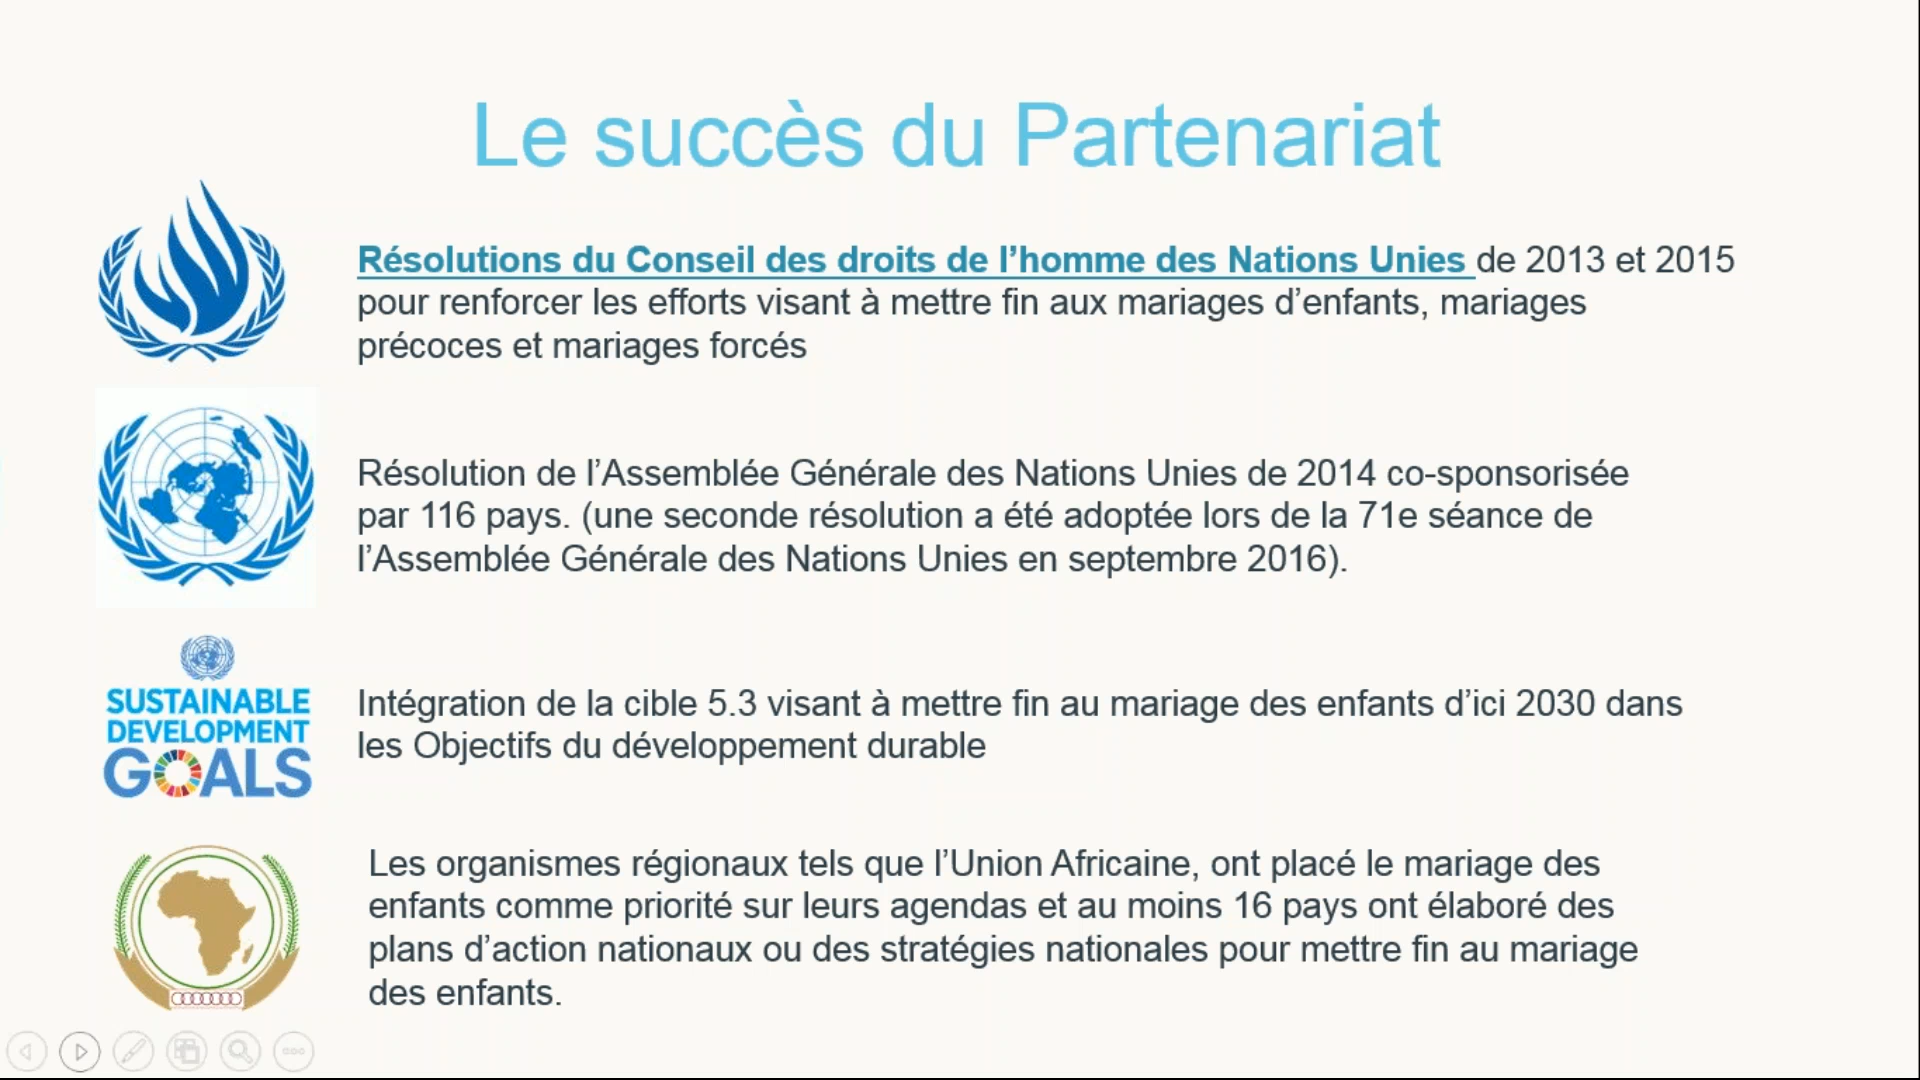 Le succès du Partenariat
Résolutions du Conseil des droits de l’homme des Nations Unies de 2013 et 2015
pour renforcer les efforts visant à mettre fin aux mariages d’enfants, mariages
précoces et mariages forcés
Résolution de l’Assemblée Générale des Nations Unies de 2014 co-sponsorisée
par 116 pays. (une seconde résolution a été adoptée lors de la 71e séance de
l’Assemblée Générale des Nations Unies en septembre 2016).
SUSTAINABLE
DEVELOPMENT
GOALS
Intégration de la cible 5.3 visant à mettre fin au mariage des enfants d’ici 2030 dans
les Objectifs du développement durable
Les organismes régionaux tels que l’Union Africaine, ont placé le mariage des
enfants comme priorité sur leurs agendas et au moins 16 pays ont élaboré des
plans d’action nationaux ou des stratégies nationales pour mettre fin au mariage
des enfants.